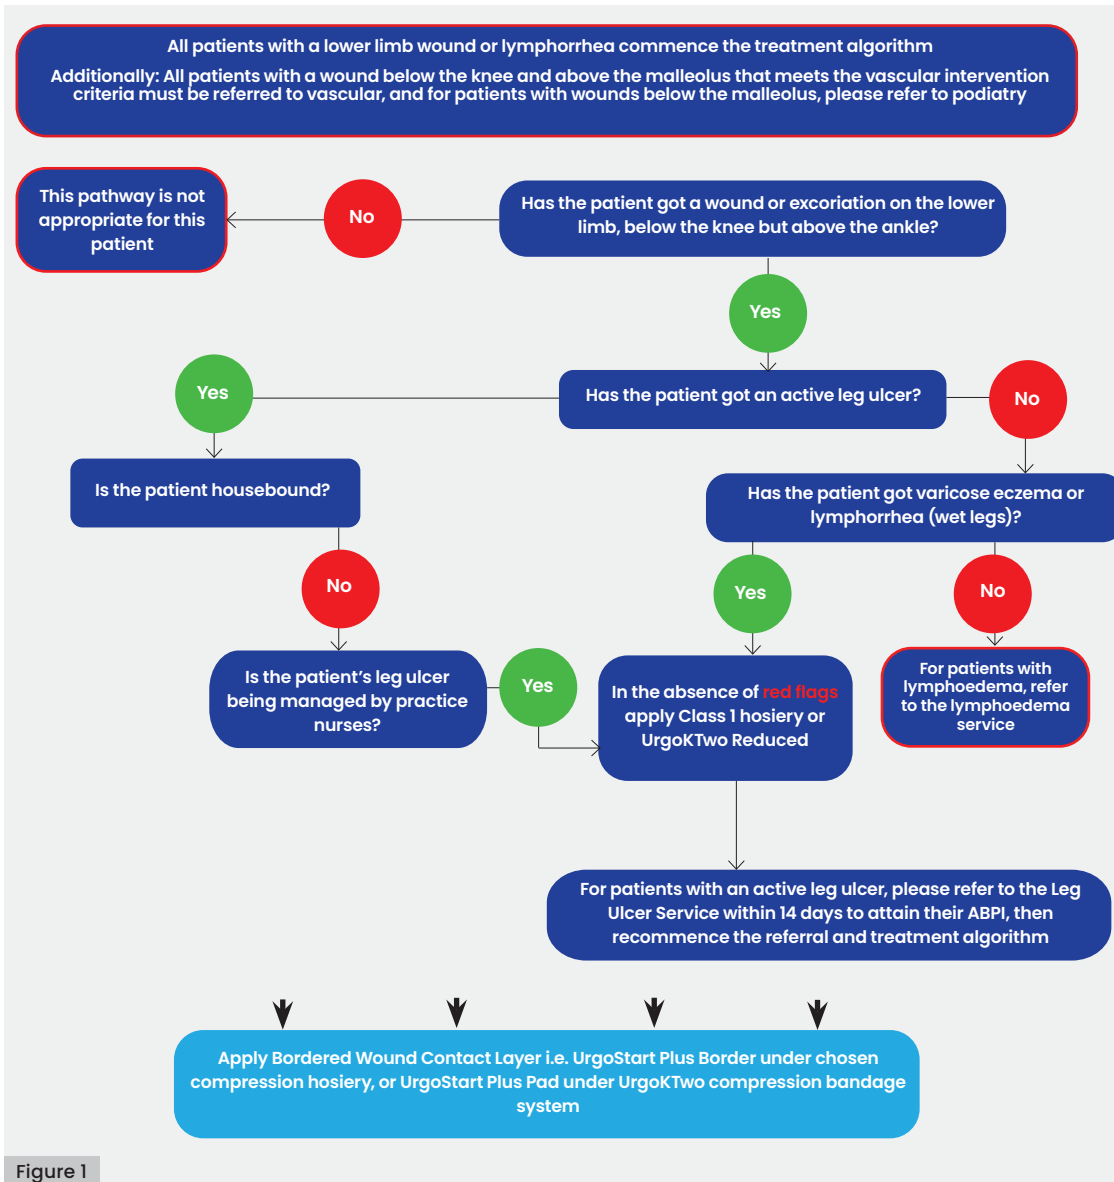 All patients with a lower limb wound or lymphorrhea commence the treatment algorithm
Additionally: All patients with a wound below the knee and above the malleolus that meets the vascular intervention
criteria must be referred to vascular, and for patients with wounds below the malleolus, please refer to podiatry
This pathway is not
appropriate for this
patient
No
Has the patient got a wound or excoriation on the lower
limb, below the knee but above the ankle?
Yes
Yes
Has the patient got an active leg ulcer?
No
Is the patient housebound?
Has the patient got varicose eczema or
lymphorrhea (wet legs)?
No
Yes
No
Is the patient's leg ulcer
being managed by practice
nurses?
Yes
In the absence of red flags
apply Class 1 hosiery or
UrgoKTwo Reduced
For patients with
lymphoedema, refer
to the lymphoedema
service
For patients with an active leg ulcer, please refer to the Leg
Ulcer Service within 14 days to attain their ABPI, then
recommence the referral and treatment algorithm
Apply Bordered Wound Contact Layer i.e. UrgoStart Plus Border under chosen
compression hosiery, or UrgoStart Plus Pad under UrgoKTwo compression bandage
system
Figure 1